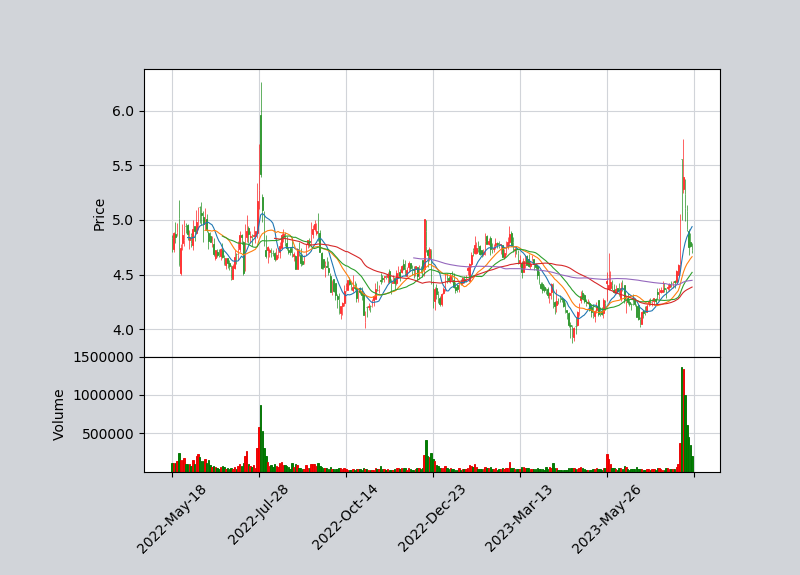 6.0
5.5
5.0
4.5
4.0
Price
1500000
1000000
500000
Volume
2022-May-18
2022-Jul-28
2022-Oct-14
2022-Dec-23
2023-Mar-13
2023-May-26